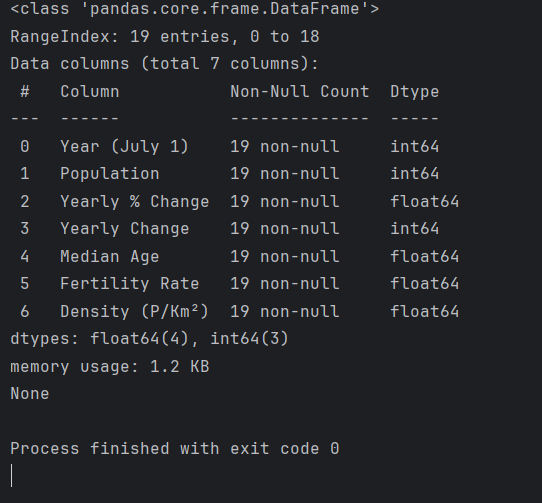 <class 'pandas.core.frame.DataFrame'>
RangeIndex: 19 entries, 0 to 18
Data columns (total 7 columns):
 #   Column           Non-Null Count  Dtype
---  ------           --------------  -----
 0   Year (July 1)    19 non-null     int64
 1   Population       19 non-null     int64
 2   Yearly % Change  19 non-null     float64
 3   Yearly Change    19 non-null     int64
 4   Median Age       19 non-null     float64
 5   Fertility Rate   19 non-null     float64
 6   Density (P/Km²)  19 non-null     float64
dtypes: float64(4), int64(3)
memory usage: 1.2 KB
None

Process finished with exit code 0